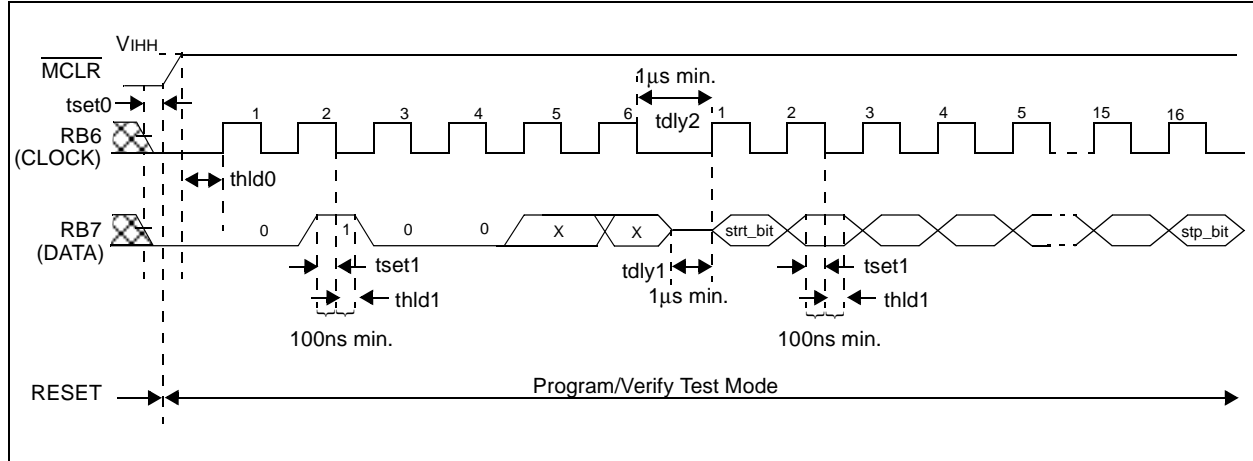 VIHH
MCLR
1µs min.
tset0
1 2 3 4 5 6 tdly2 1 2 3 4 5 15 16
RB6
(CLOCK)
thld0
RB7
(DATA)
0 1 0 0 X X strt_bit stp_bit
tset1 tdly1 tset1
thld1 1µs min. thld1
100ns min. 100ns min.
RESET Program/Verify Test Mode